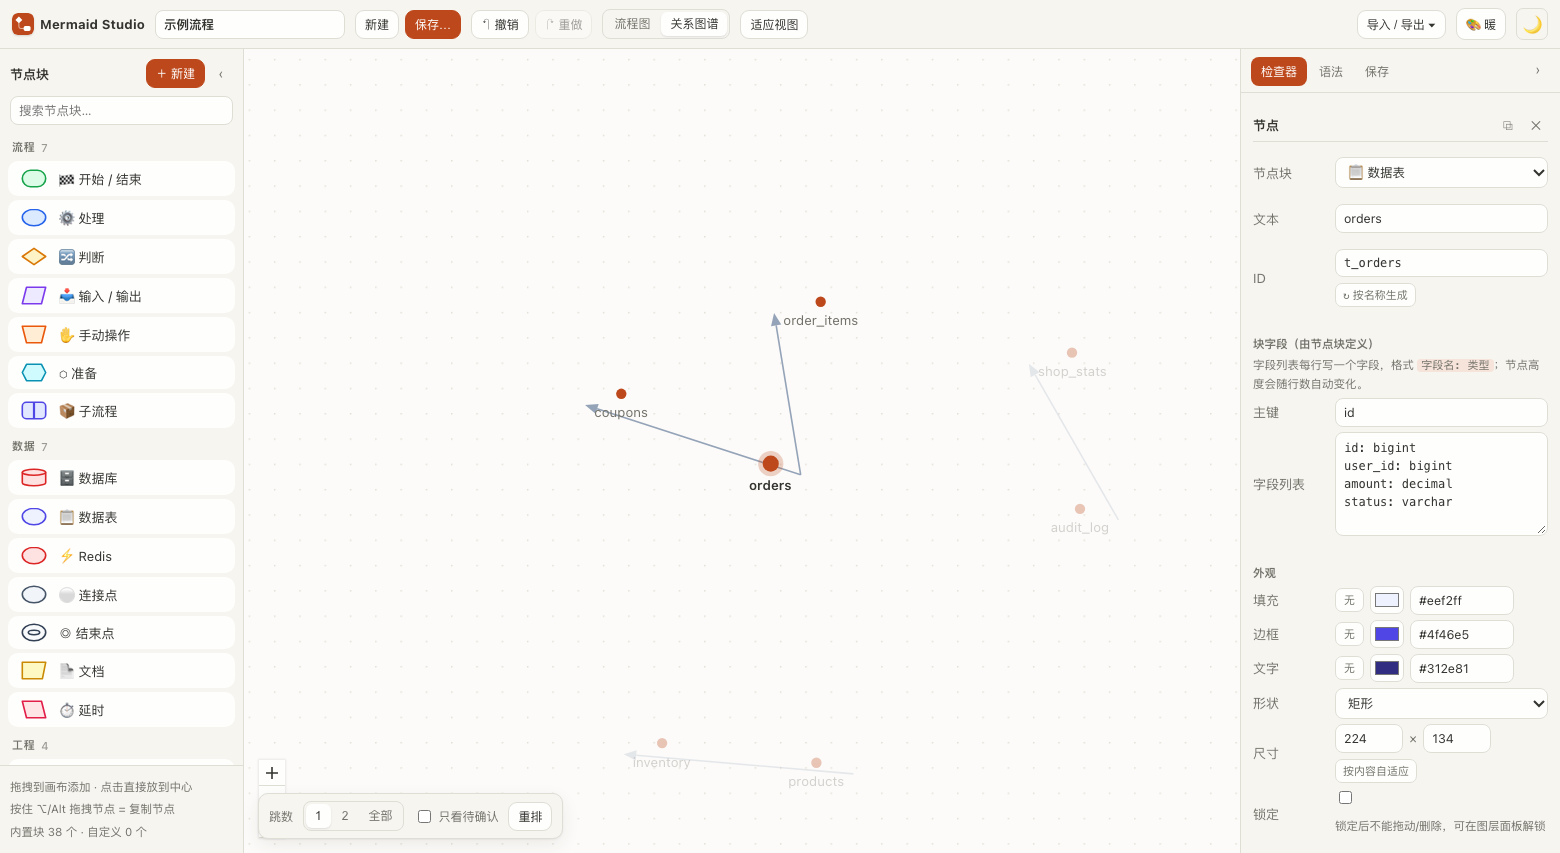 Mermaid Studio
示例流程
新建
保存...
撤销
重做
流程图
关系图谱
适应视图
导入 / 导出
暖
节点块
+ 新建
搜索节点块...
流程 7
开始 / 结束
处理
判断
输入 / 输出
手动操作
准备
子流程
数据 7
数据库
数据表
Redis
连接点
结束点
文档
延时
工程 4
拖拽到画布添加 · 点击直接放到中心
按住 ⌥/Alt 拖拽节点 = 复制节点
内置块 38 个 · 自定义 0 个
order_items
coupons
orders
shop_stats
audit_log
inventory
products
跳数
1
2
全部
只看待确认
重排
检查器
语法
保存
节点
节点块
数据表
文本
orders
ID
t_orders
↻ 按名称生成
块字段（由节点块定义）
字段列表每行写一个字段，格式 字段名: 类型；节点高
度会随行数自动变化。
主键
id
字段列表
id: bigint
user_id: bigint
amount: decimal
status: varchar
外观
填充
无
#eef2ff
边框
无
#4f46e5
文字
无
#312e81
形状
矩形
尺寸
224 × 134
按内容自适应
锁定
锁定后不能拖动/删除，可在图层面板解锁